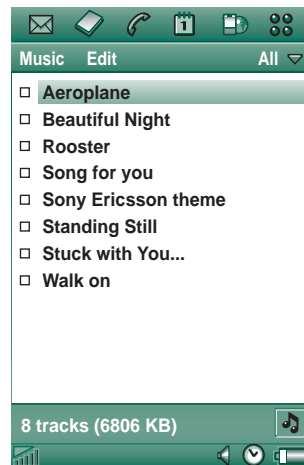 1
Music Edit All
Aeroplane
Beautiful Night
Rooster
Song for you
Sony Ericsson theme
Standing Still
Stuck with You...
Walk on
8 tracks (6806 KB)